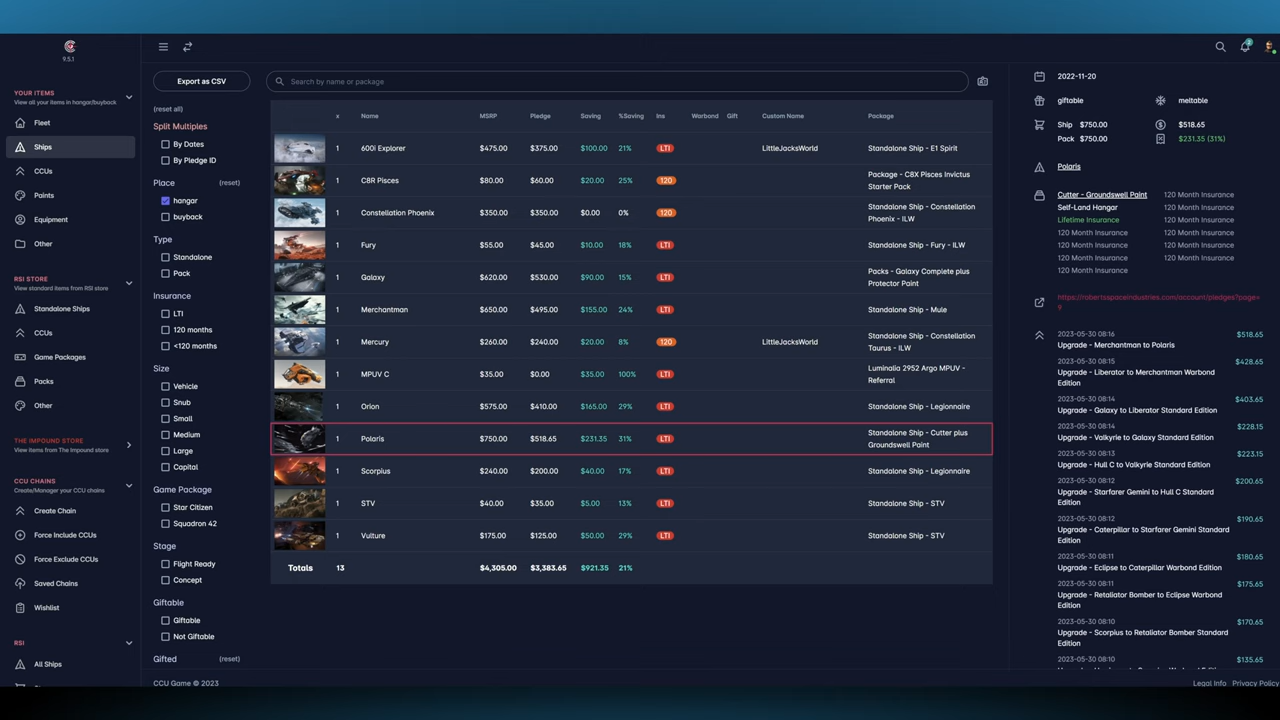 9.5.1
YOUR ITEMS
View all your items in hangar/buyback
Fleet
Ships
CCUs
Paints
Equipment
Other
RSI STORE
View standard items from RSI store
Standalone Ships
CCUs
Game Packages
Packs
Other
THE IMPOUND STORE
View items from The Impound store
CCU CHAINS
Create/Manager your CCU chains
Create Chain
Force Include CCUs
Force Exclude CCUs
Saved Chains
Wishlist
RSI
All Ships
Export as CSV
(reset all)
Split Multiples
By Dates
By Pledge ID
Place (reset)
hangar
buyback
Type
Standalone
Pack
Insurance
LTI
120 months
<120 months
Size
Vehicle
Snub
Small
Medium
Large
Capital
Game Package
Star Citizen
Squadron 42
Stage
Flight Ready
Concept
Giftable
Giftable
Not Giftable
Gifted (reset)
Search by name or package
x Name MSRP Pledge Saving %Saving Ins Warbond Gift Custom Name Package
1 600i Explorer $475.00 $375.00 $100.00 21% LTI LittleJacksWorld Standalone Ship - E1 Spirit
1 C8R Pisces $80.00 $60.00 $20.00 25% 120 Package - C8X Pisces Invictus
Starter Pack
1 Constellation Phoenix $350.00 $350.00 $0.00 0% 120 Standalone Ship - Constellation
Phoenix - ILW
1 Fury $55.00 $45.00 $10.00 18% LTI Standalone Ship - Fury - ILW
1 Galaxy $620.00 $530.00 $90.00 15% LTI Packs - Galaxy Complete plus
Protector Paint
1 Merchantman $650.00 $495.00 $155.00 24% LTI Standalone Ship - Mule
1 Mercury $260.00 $240.00 $20.00 8% 120 LittleJacksWorld Standalone Ship - Constellation
Taurus - ILW
1 MPUV C $35.00 $0.00 $35.00 100% LTI Luminalia 2952 Argo MPUV -
Referral
1 Orion $575.00 $410.00 $165.00 29% LTI Standalone Ship - Legionnaire
1 Polaris $750.00 $518.65 $231.35 31% LTI Standalone Ship - Cutter plus
Groundswell Paint
1 Scorpius $240.00 $200.00 $40.00 17% LTI Standalone Ship - Legionnaire
1 STV $40.00 $35.00 $5.00 13% LTI Standalone Ship - STV
1 Vulture $175.00 $125.00 $50.00 29% LTI Standalone Ship - STV
Totals 13 $4,305.00 $3,383.65 $921.35 21%
2
2022-11-20
giftable meltable
Ship $750.00 $518.65
Pack $750.00 $231.35 (31%)
Polaris
Cutter - Groundswell Paint 120 Month Insurance
Self-Land Hangar 120 Month Insurance
Lifetime Insurance 120 Month Insurance
120 Month Insurance 120 Month Insurance
120 Month Insurance 120 Month Insurance
120 Month Insurance 120 Month Insurance
120 Month Insurance
https://robertsspaceindustries.com/account/pledges?page=
9
2023-05-30 08:16 $518.65
Upgrade - Merchantman to Polaris
2023-05-30 08:15 $428.65
Upgrade - Liberator to Merchantman Warbond
Edition
2023-05-30 08:14 $403.65
Upgrade - Galaxy to Liberator Standard Edition
2023-05-30 08:14 $228.15
Upgrade - Valkyrie to Galaxy Standard Edition
2023-05-30 08:13 $223.15
Upgrade - Hull C to Valkyrie Standard Edition
2023-05-30 08:12 $200.65
Upgrade - Starfarer Gemini to Hull C Standard
Edition
2023-05-30 08:12 $190.65
Upgrade - Caterpillar to Starfarer Gemini Standard
Edition
2023-05-30 08:11 $180.65
Upgrade - Eclipse to Caterpillar Warbond Edition
2023-05-30 08:11 $175.65
Upgrade - Retaliator Bomber to Eclipse Warbond
Edition
2023-05-30 08:10 $170.65
Upgrade - Scorpius to Retaliator Bomber Standard
Edition
2023-05-30 08:10 $135.65
CCU Game © 2023
Legal Info Privacy Policy